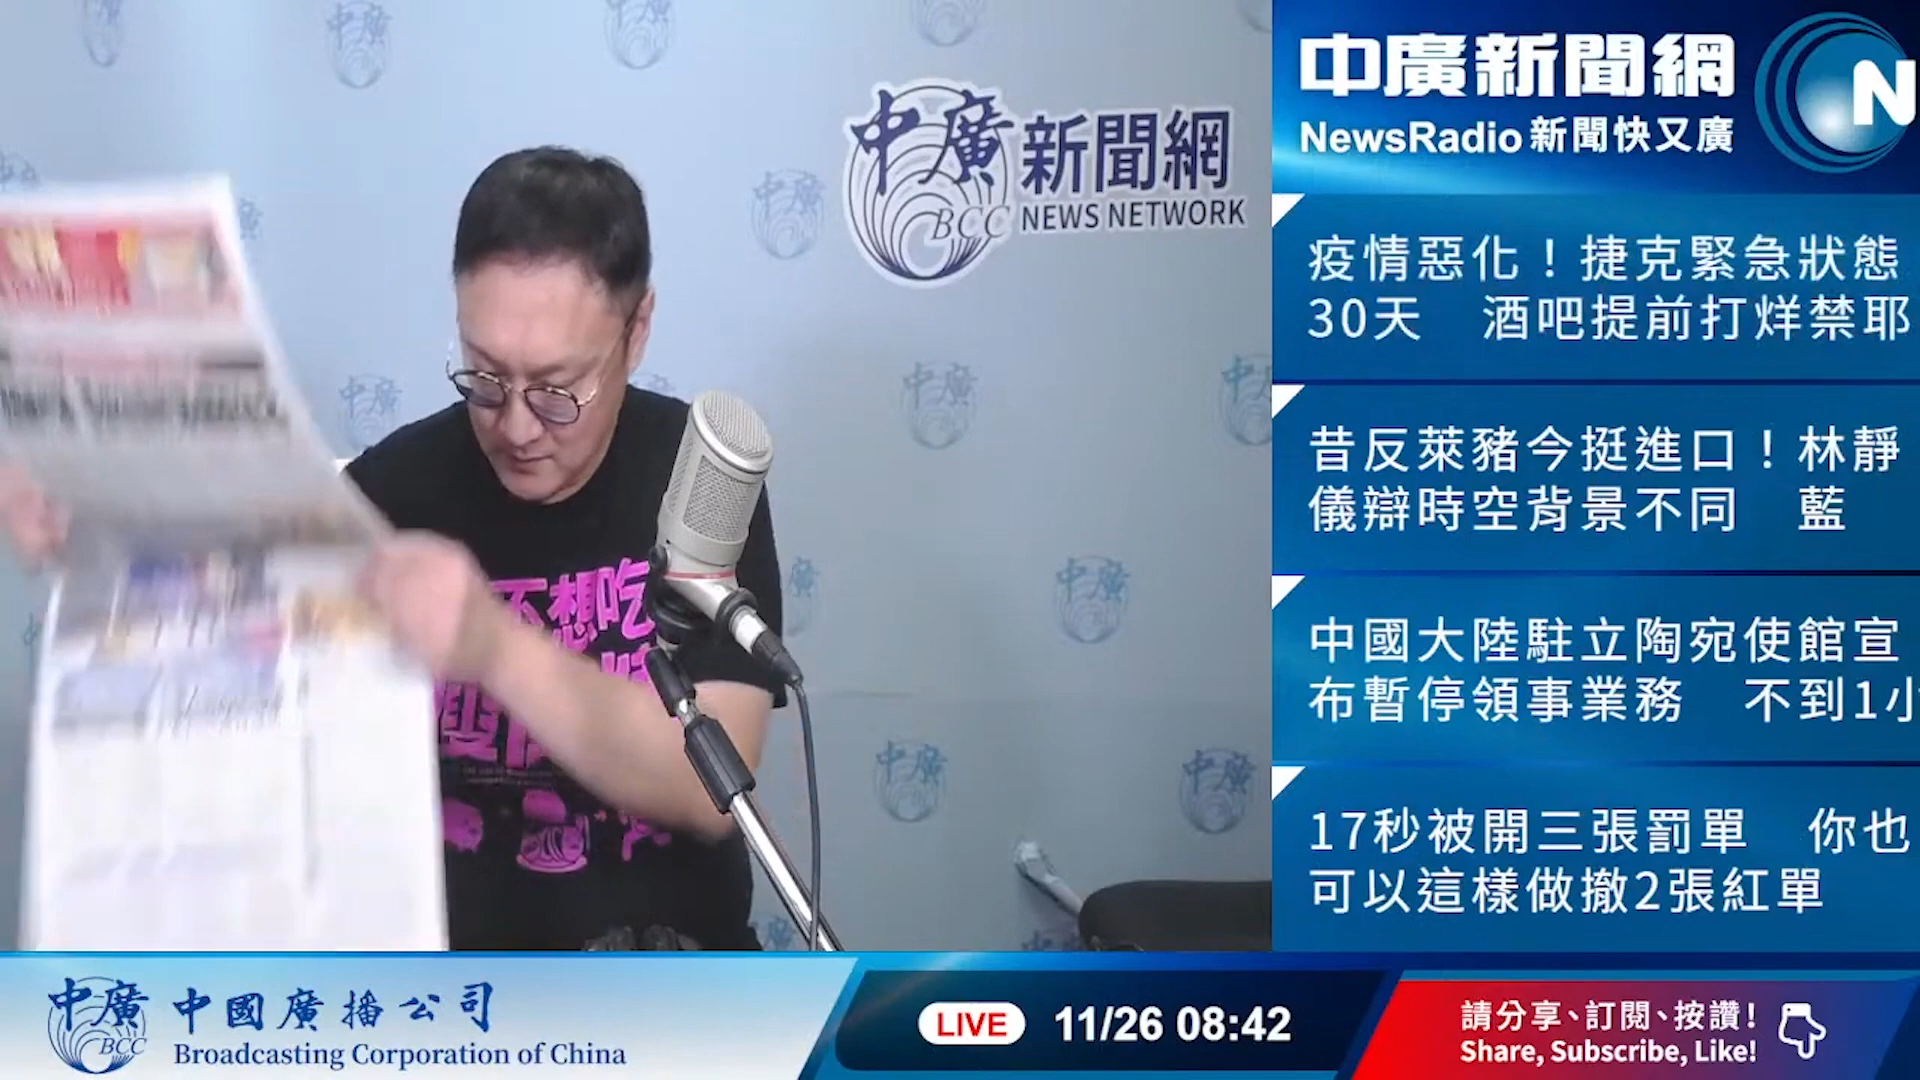 中廣新聞網
NewsRadio 新聞快又廣
N
中廣 新聞網
BCC NEWS NETWORK
疫情惡化！捷克緊急狀態
30天　酒吧提前打烊禁耶
昔反萊豬今挺進口！林靜
儀辯時空背景不同　藍
中國大陸駐立陶宛使館宣
布暫停領事業務　不到1小
17秒被開三張罰單　你也
可以這樣做撤2張紅單
不想吃
中廣 BCC 中國廣播公司
Broadcasting Corporation of China
LIVE 11/26 08:42
請分享、訂閱、按讚！
Share, Subscribe, Like!